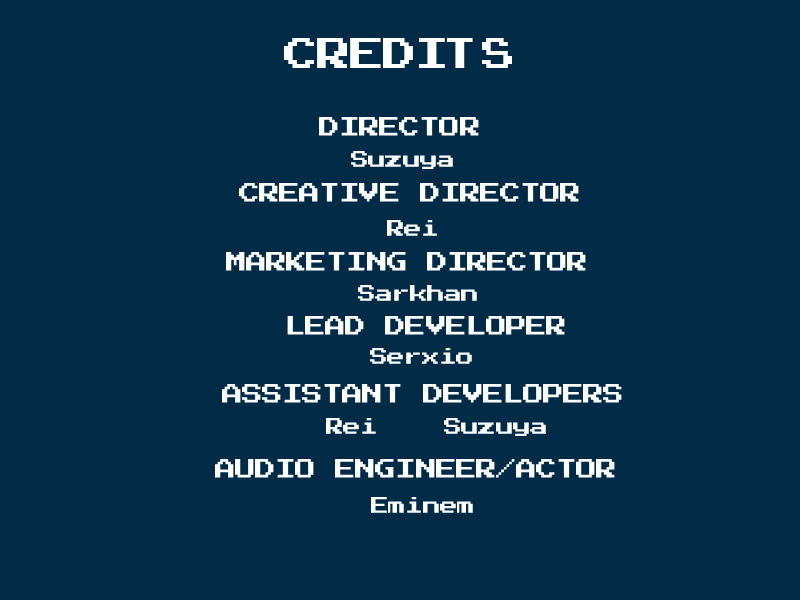 CREDITS
DIRECTOR
Suzuya
CREATIVE DIRECTOR
Rei
MARKETING DIRECTOR
Sarkhan
LEAD DEVELOPER
Serxio
ASSISTANT DEVELOPERS
Rei Suzuya
AUDIO ENGINEER/ACTOR
Eminem